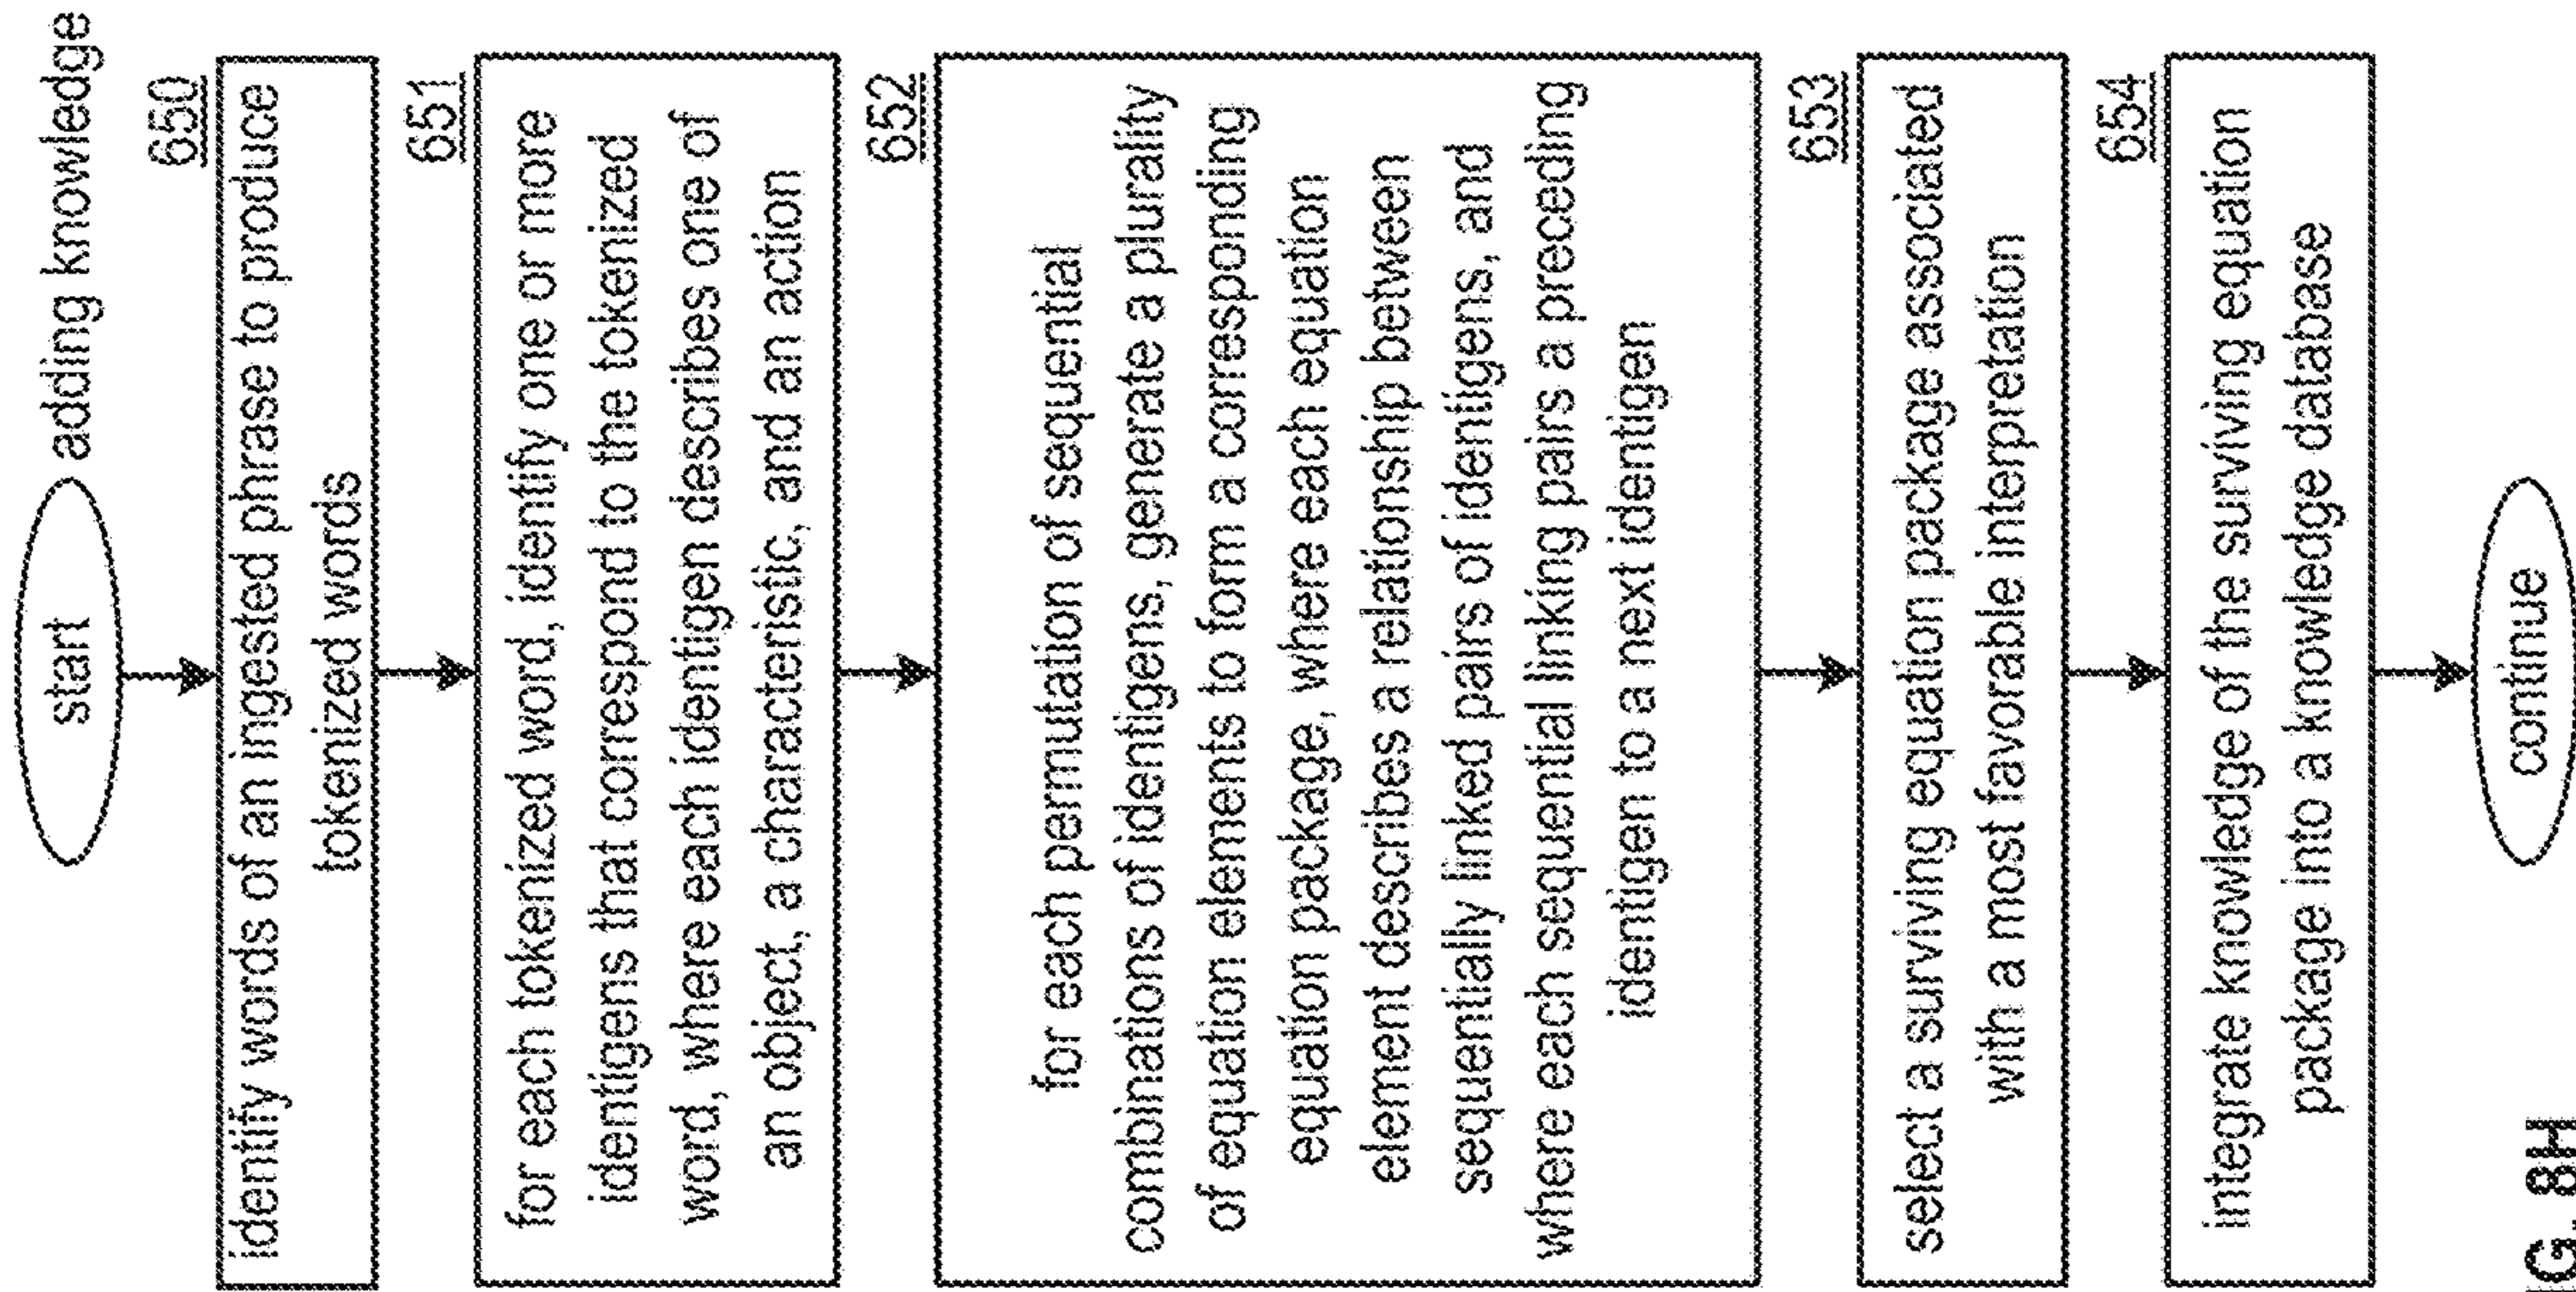 start
adding knowledge
650
identify words of an ingested phrase to produce
tokenized words
651
for each tokenized word, identify one or more
identigens that correspond to the tokenized
word, where each identigen describes one of
an object, a characteristic, and an action
652
for each permutation of sequential
combinations of identigens, generate a plurality
of equation elements to form a corresponding
equation package, where each equation
element describes a relationship between
sequentially linked pairs of identigens, and
where each sequential linking pairs a preceding
identigen to a next identigen
653
select a surviving equation package associated
with a most favorable interpretation
654
integrate knowledge of the surviving equation
package into a knowledge database
continue
IG. 8H